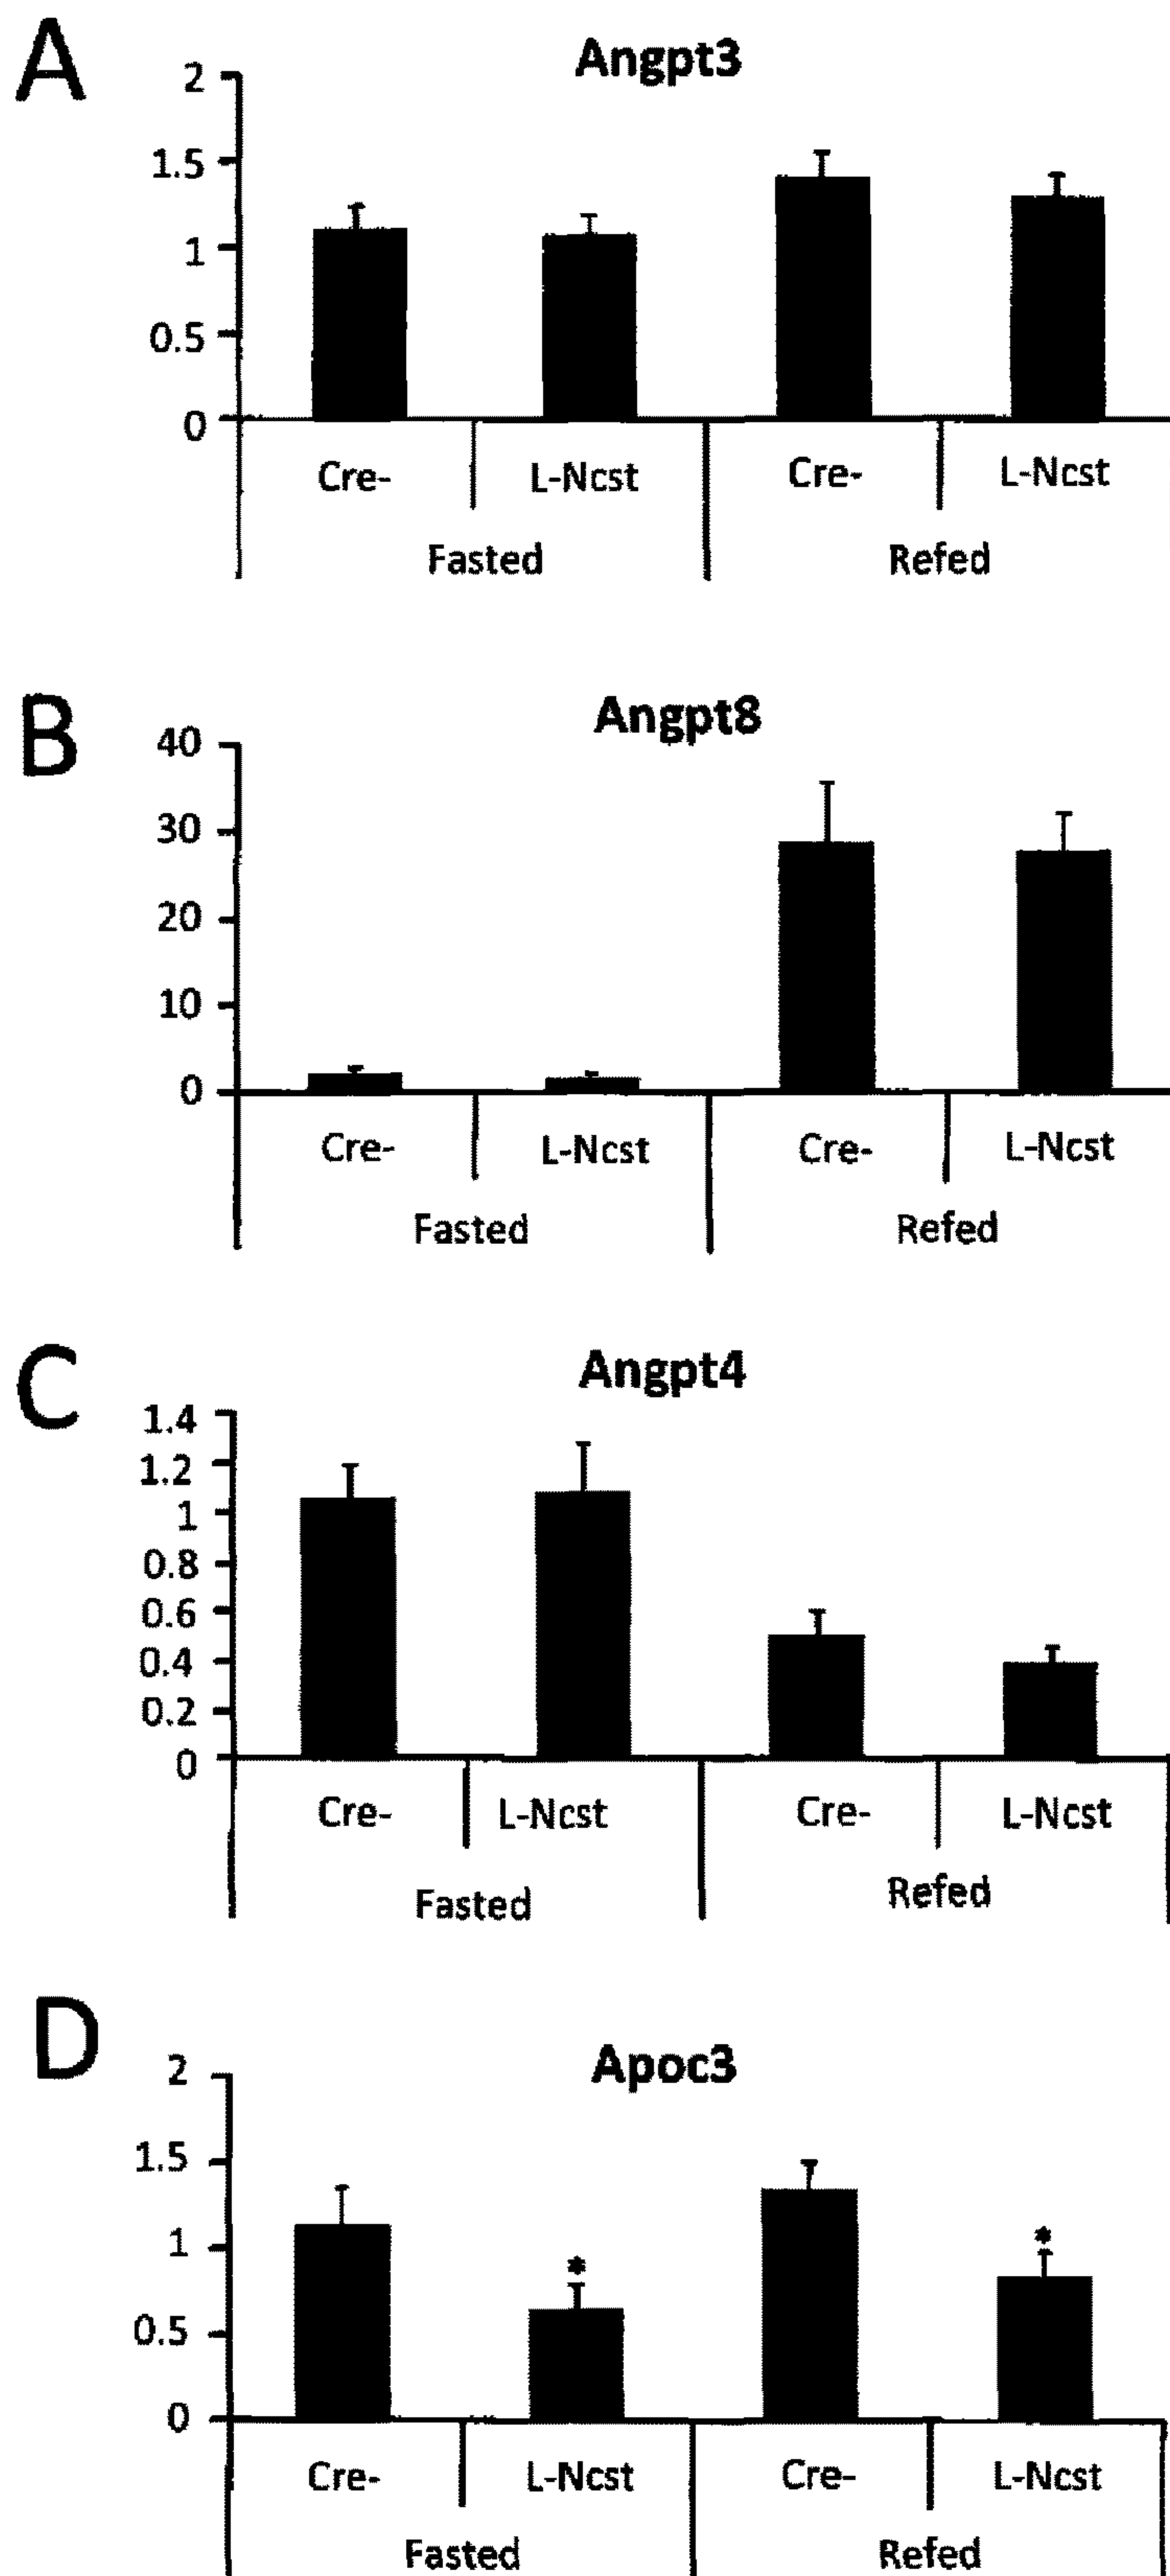 A
Angpt3
2
1.5
1
0.5
0
Cre- L-Ncst Cre- L-Ncst
Fasted Refed
B
Angpt8
40
30
20
10
0
Cre- L-Ncst Cre- L-Ncst
Fasted Refed
C
Angpt4
1.4
1.2
1
0.8
0.6
0.4
0.2
0
Cre- L-Ncst Cre- L-Ncst
Fasted Refed
D
Apoc3
2
1.5
1
0.5
0
* *
Cre- L-Ncst Cre- L-Ncst
Fasted Refed